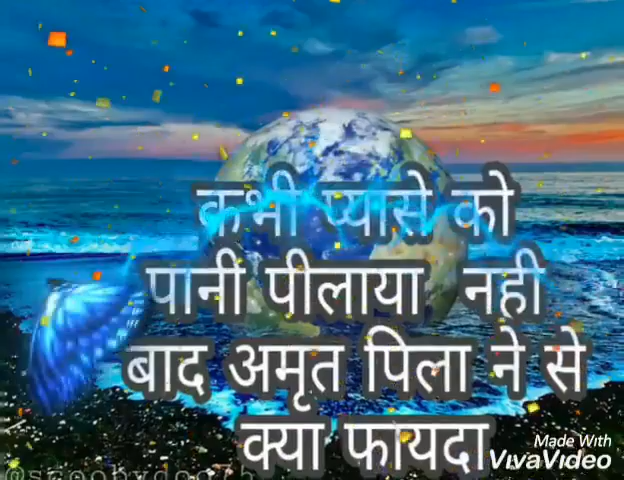 कभी प्यासे को
पानी पीलाया नही
बाद अमृत पिला ने से
क्या फायदा
Made With
VivaVideo